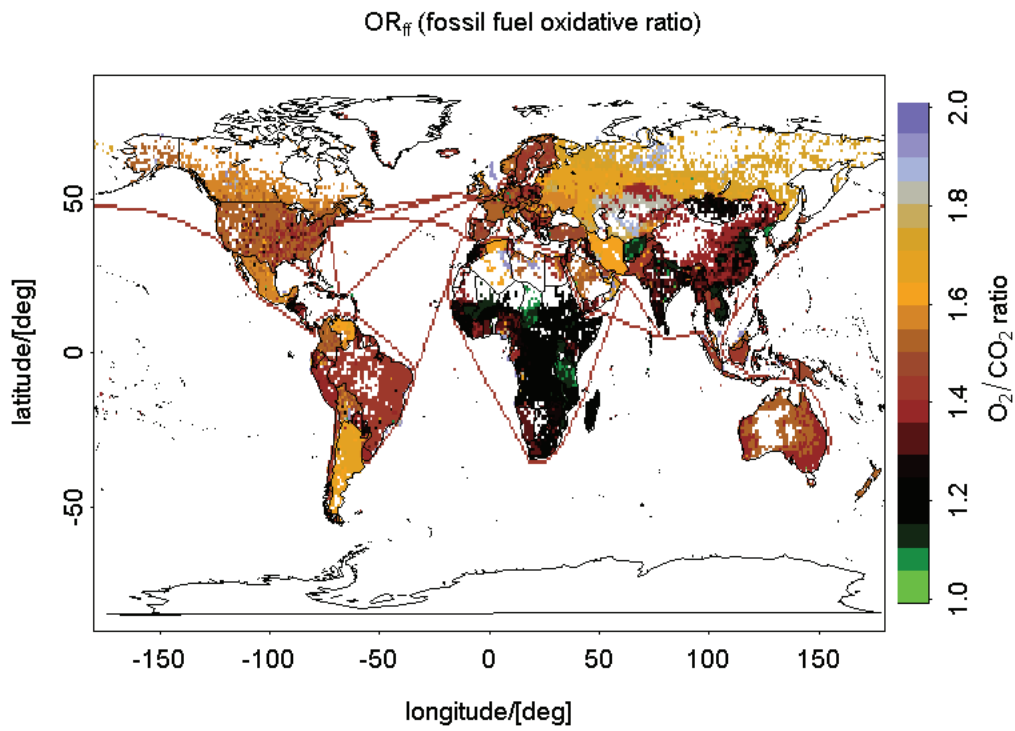 ORff (fossil fuel oxidative ratio)
latitude/[deg]
50
0
-50
-150 -100 -50 0 50 100 150
longitude/[deg]
2.0
1.8
1.6
1.4
1.2
1.0
O2/CO2 ratio